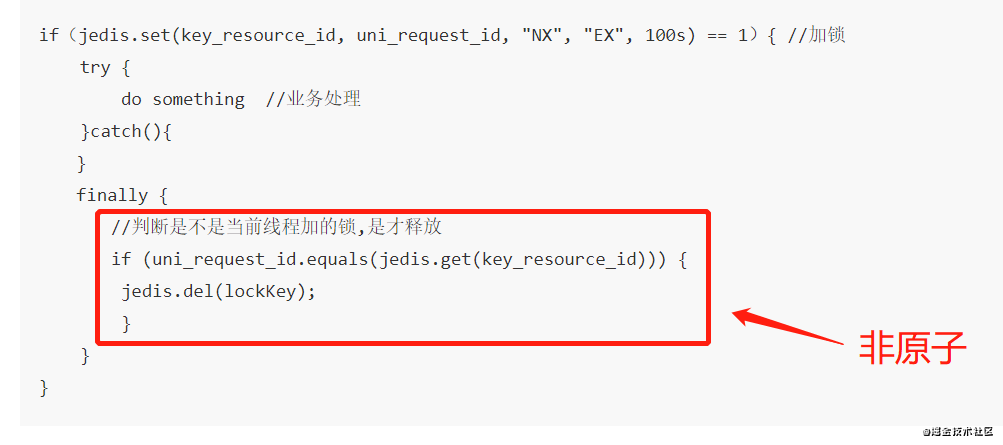 if（jedis.set(key_resource_id, uni_request_id, "NX", "EX", 100s) == 1）{ //加锁
try {
do something //业务处理
}catch(){
}
finally {
//判断是不是当前线程加的锁,是才释放
if (uni_request_id.equals(jedis.get(key_resource_id))) {
jedis.del(lockKey);
}
非原子
}
}
@掘金技术社区